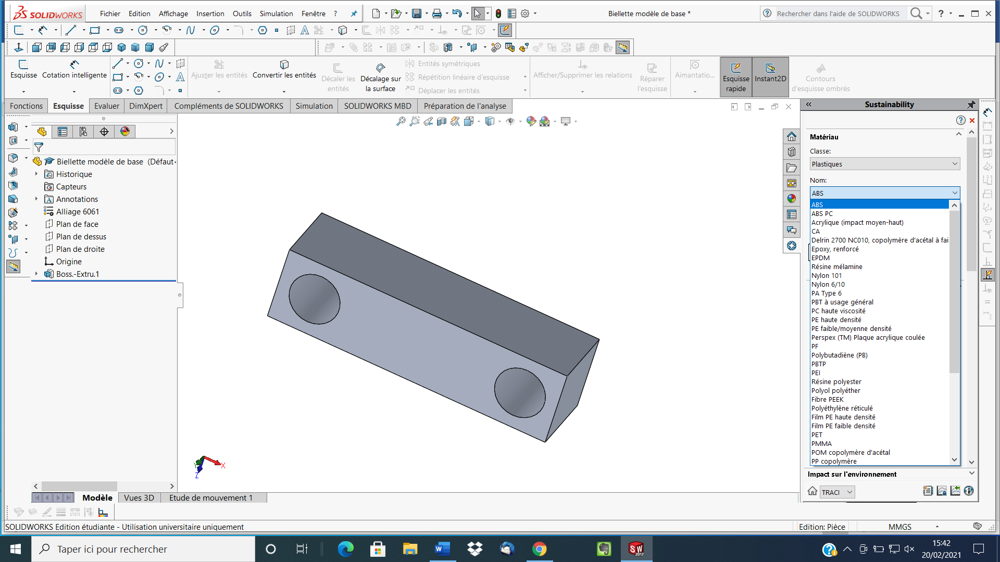 SOLIDWORKS
Fichier Edition Affichage Insertion Outils Simulation Fenêtre ?
Biellette modèle de base *
Rechercher dans l'aide de SOLIDWORKS
Esquisse
Cotation intelligente
Ajuster les entités
Convertir les entités
Décaler les entités
Décalage sur la surface
Entités symétriques
Répétition linéaire d'esquisse
Déplacer les entités
Afficher/Supprimer les relations
Réparer l'esquisse
Aimantatio...
Esquisse rapide
Instant2D
Contours d'esquisse ombrés
Fonctions Esquisse Evaluer DimXpert Compléments de SOLIDWORKS Simulation SOLIDWORKS MBD Préparation de l'analyse
Biellette modèle de base (Défaut<
Historique
Capteurs
Annotations
Alliage 6061
Plan de face
Plan de dessus
Plan de droite
Origine
Boss.-Extru.1
X
Y
Z
Sustainability
Matériau
Classe:
Plastiques
Nom:
ABS
ABS
ABS PC
Acrylique (impact moyen-haut)
CA
Delrin 2700 NC010, copolymère d'acétal à fai
Epoxy, renforcé
EPDM
Résine mélamine
Nylon 101
Nylon 6/10
PA Type 6
PBT à usage général
PC haute viscosité
PE haute densité
PE faible/moyenne densité
Perspex (TM) Plaque acrylique coulée
PF
Polybutadiène (PB)
PBTP
PEI
Résine polyester
Polyol polyéther
Fibre PEEK
Polyéthylène réticulé
Film PE haute densité
Film PE faible densité
PET
PMMA
POM copolymère d'acétal
PP copolymère
Impact sur l'environnement
TRACI
Modèle Vues 3D Etude de mouvement 1
SOLIDWORKS Edition étudiante - Utilisation universitaire uniquement
Edition: Pièce
MMGS
Taper ici pour rechercher
SW
2017
15:42
20/02/2021